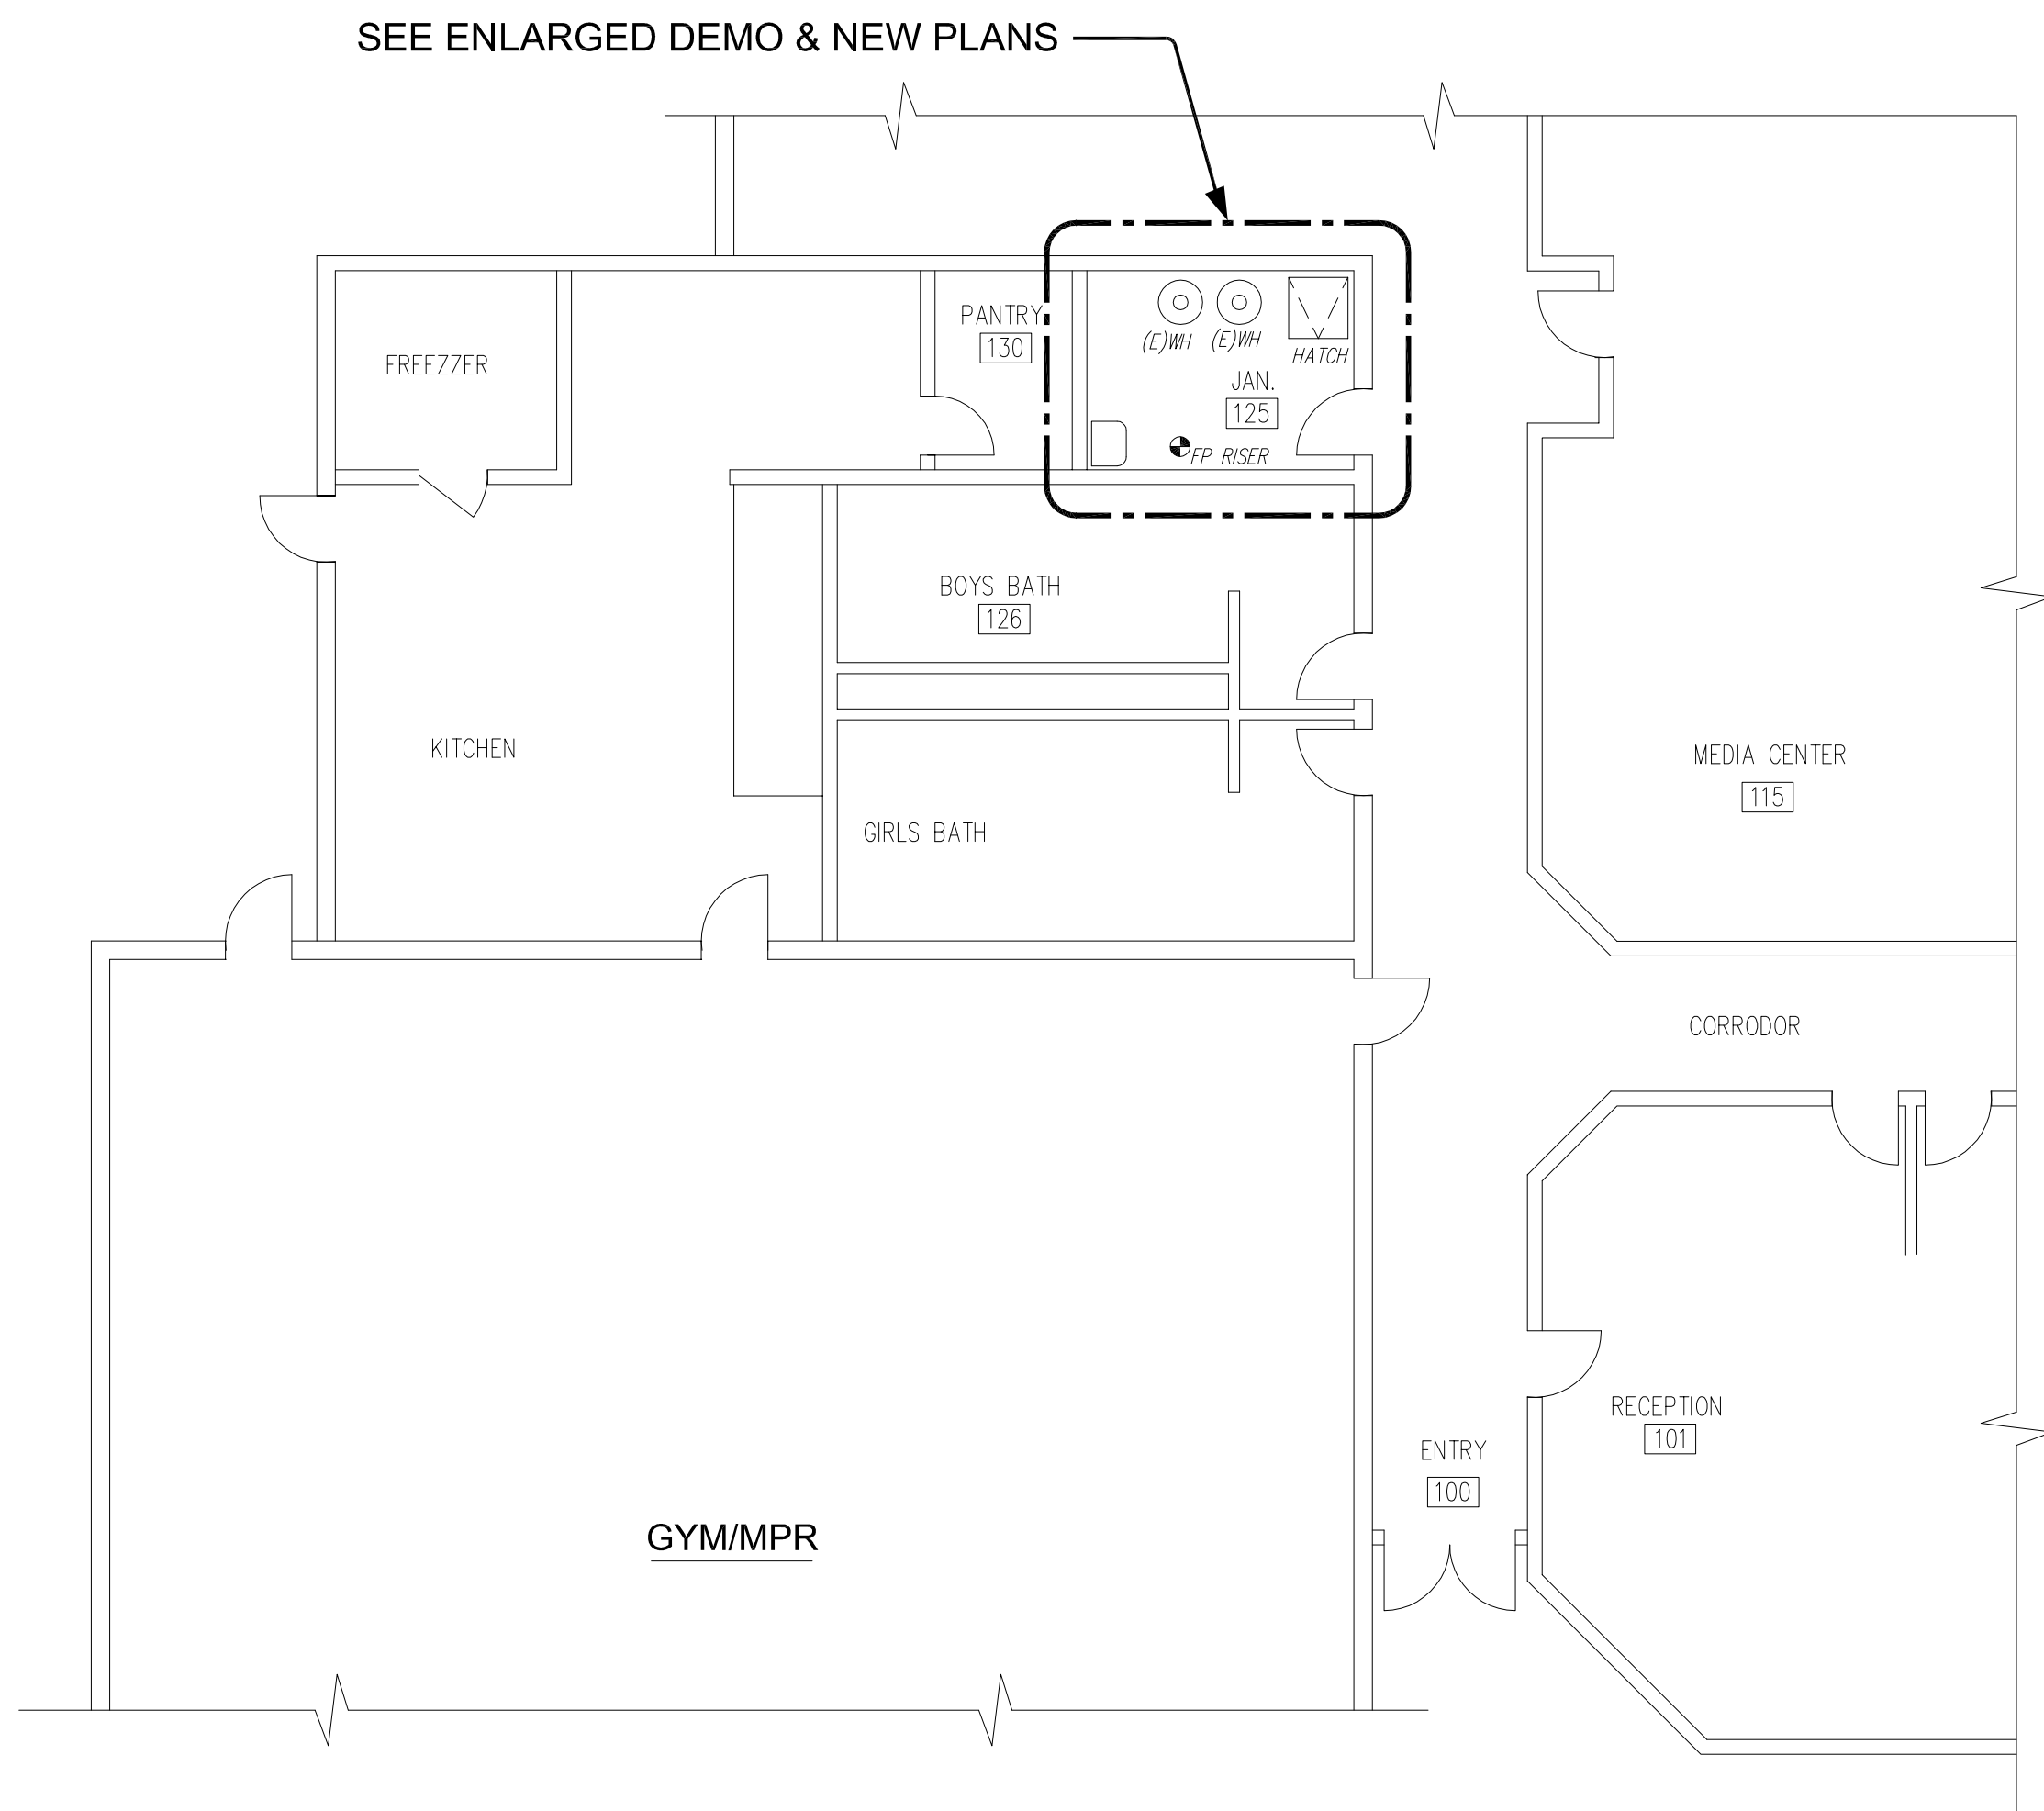 SEE ENLARGED DEMO & NEW PLANS
PANTRY
130
FREEZZER
(E)WH
(E)WH
HATCH
JAN.
125
FP RISER
BOYS BATH
126
KITCHEN
MEDIA CENTER
115
GIRLS BATH
CORRODOR
RECEPTION
101
ENTRY
100
GYM/MPR